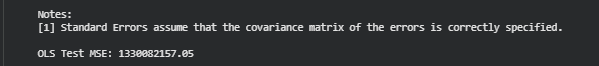 Notes:
[1] Standard Errors assume that the covariance matrix of the errors is correctly specified.
OLS Test MSE: 1330082157.05